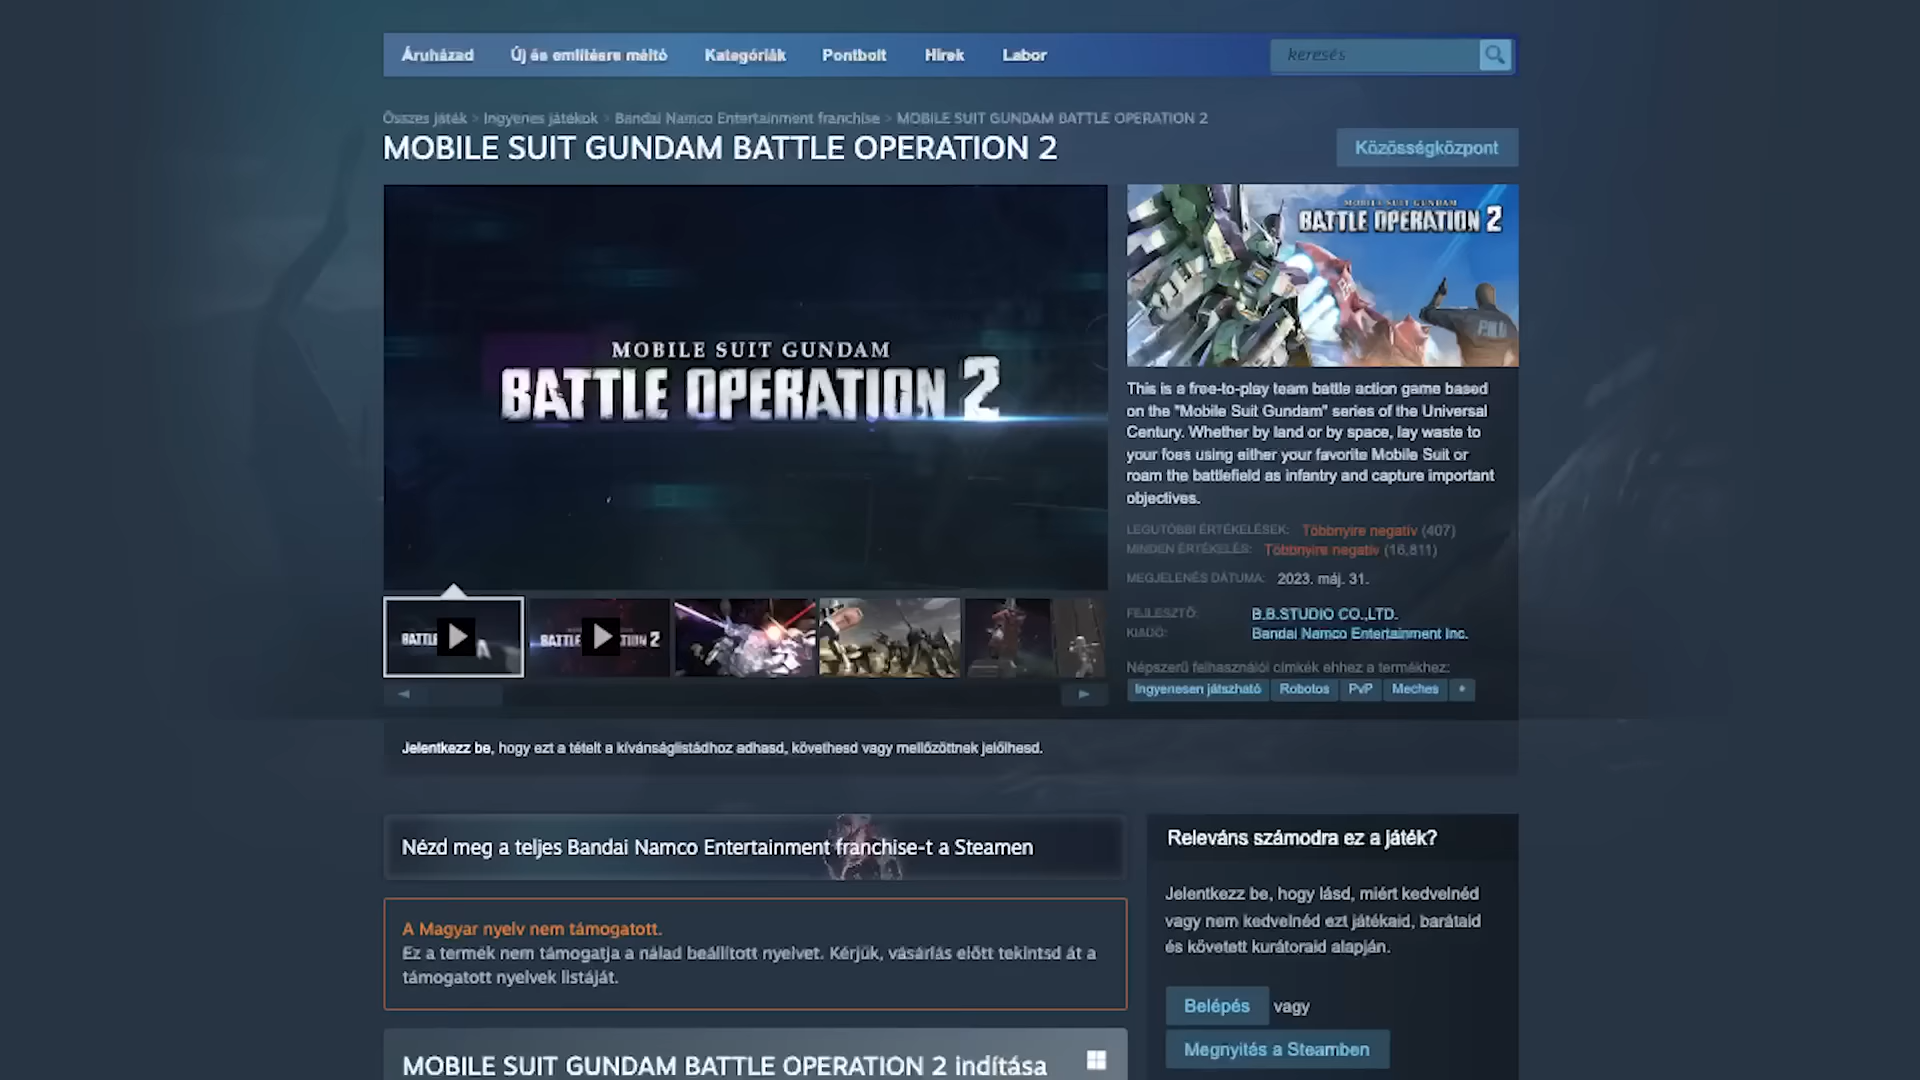 Áruházad Új és említésre méltó Kategóriák Pontbolt Hírek Labor keresés
Összes játék > Ingyenes játékok > Bandai Namco Entertainment franchise > MOBILE SUIT GUNDAM BATTLE OPERATION 2
MOBILE SUIT GUNDAM BATTLE OPERATION 2
Közösségközpont
MOBILE SUIT GUNDAM
BATTLE OPERATION 2
MOBILE SUIT GUNDAM
BATTLE OPERATION 2
This is a free-to-play team battle action game based
on the "Mobile Suit Gundam" series of the Universal
Century. Whether by land or by space, lay waste to
your foes using either your favorite Mobile Suit or
roam the battlefield as infantry and capture important
objectives.
LEGUTÓBBI ÉRTÉKELÉSEK: Többnyire negatív (407)
MINDEN ÉRTÉKELÉS: Többnyire negatív (16,811)
MEGJELENÉS DÁTUMA: 2023. máj. 31.
FEJLESZTŐ: B.B.STUDIO CO.,LTD.
KIADÓ: Bandai Namco Entertainment Inc.
Népszerű felhasználói címkék ehhez a termékhez:
Ingyenesen játszható Robotos PvP Meches +
Jelentkezz be, hogy ezt a tételt a kívánságlistádhoz adhasd, követhesd vagy mellőzöttnek jelölhesd.
Nézd meg a teljes Bandai Namco Entertainment franchise-t a Steamen
A Magyar nyelv nem támogatott.
Ez a termék nem támogatja a nálad beállított nyelvet. Kérjük, vásárlás előtt tekintsd át a
támogatott nyelvek listáját.
MOBILE SUIT GUNDAM BATTLE OPERATION 2 indítása
Releváns számodra ez a játék?
Jelentkezz be, hogy lásd, miért kedvelnéd
vagy nem kedvelnéd ezt játékaid, barátaid
és követett kurátoraid alapján.
Belépés vagy
Megnyitás a Steamben